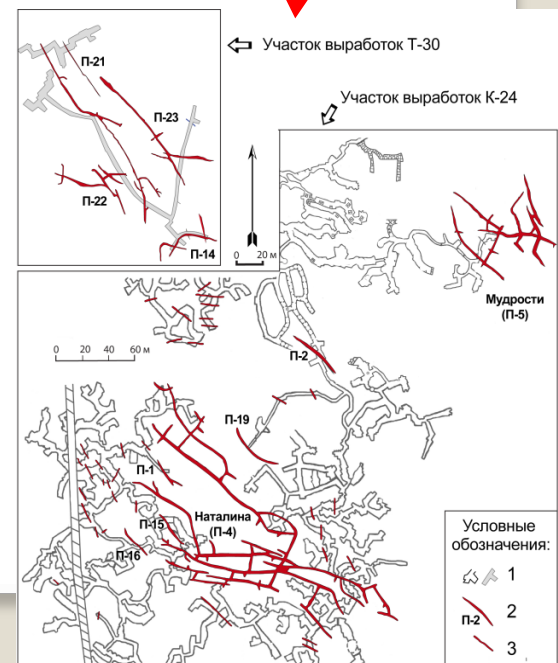 Участок выработок Т-30
Участок выработок К-24
П-21
П-23
П-22
П-14
0 20 м
Мудрости
(П-5)
П-2
0 20 40 60 м
П-19
П-1
Наталина
(П-4)
П-15
П-16
Условные
обозначения:
1
П-2 2
3